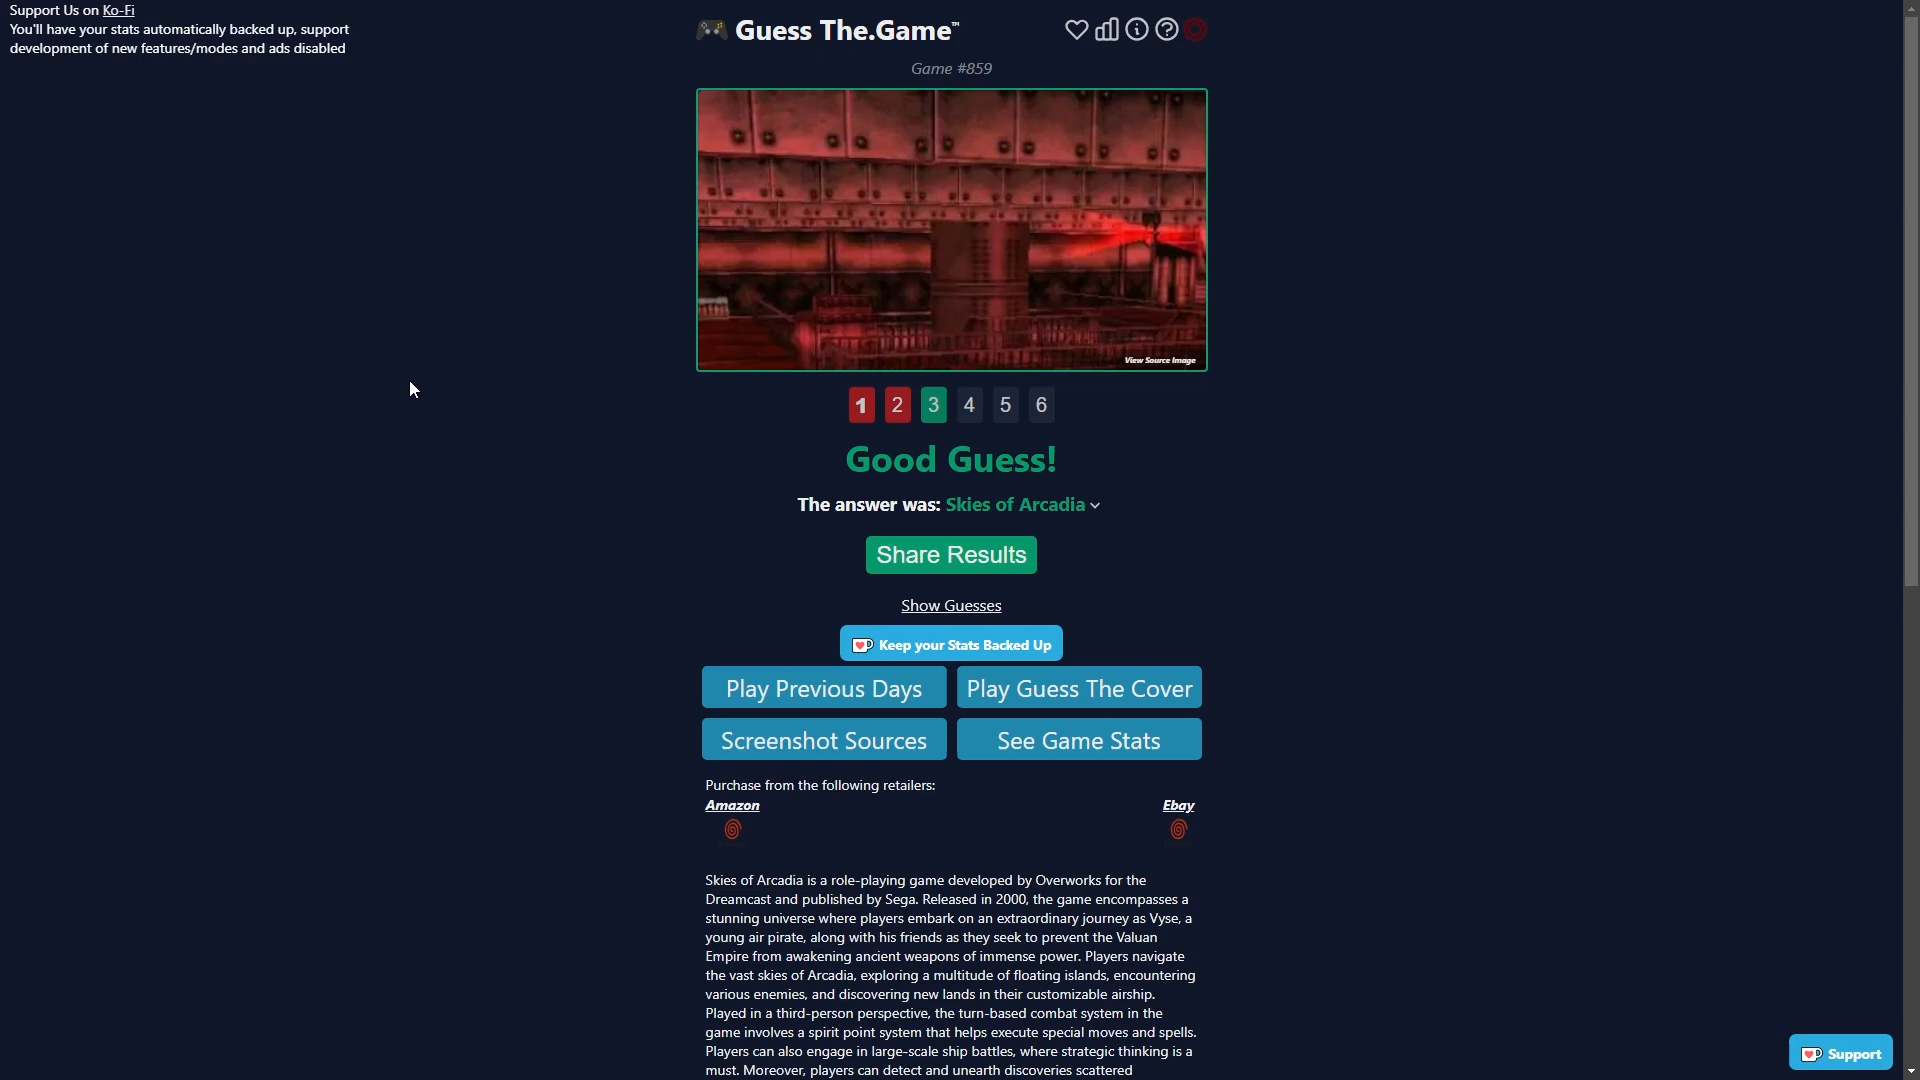 Support Us on Ko-Fi
You'll have your stats automatically backed up, support
development of new features/modes and ads disabled
Guess The.Game™
Game #859
View Source Image
1 2 3 4 5 6
Good Guess!
The answer was: Skies of Arcadia
Share Results
Show Guesses
Keep your Stats Backed Up
Play Previous Days
Play Guess The Cover
Screenshot Sources
See Game Stats
Purchase from the following retailers:
Amazon
Ebay
Skies of Arcadia is a role-playing game developed by Overworks for the
Dreamcast and published by Sega. Released in 2000, the game encompasses a
stunning universe where players embark on an extraordinary journey as Vyse, a
young air pirate, along with his friends as they seek to prevent the Valuan
Empire from awakening ancient weapons of immense power. Players navigate
the vast skies of Arcadia, exploring a multitude of floating islands, encountering
various enemies, and discovering new lands in their customizable airship.
Played in a third-person perspective, the turn-based combat system in the
game involves a spirit point system that helps execute special moves and spells.
Players can also engage in large-scale ship battles, where strategic thinking is a
must. Moreover, players can detect and unearth discoveries scattered
Support